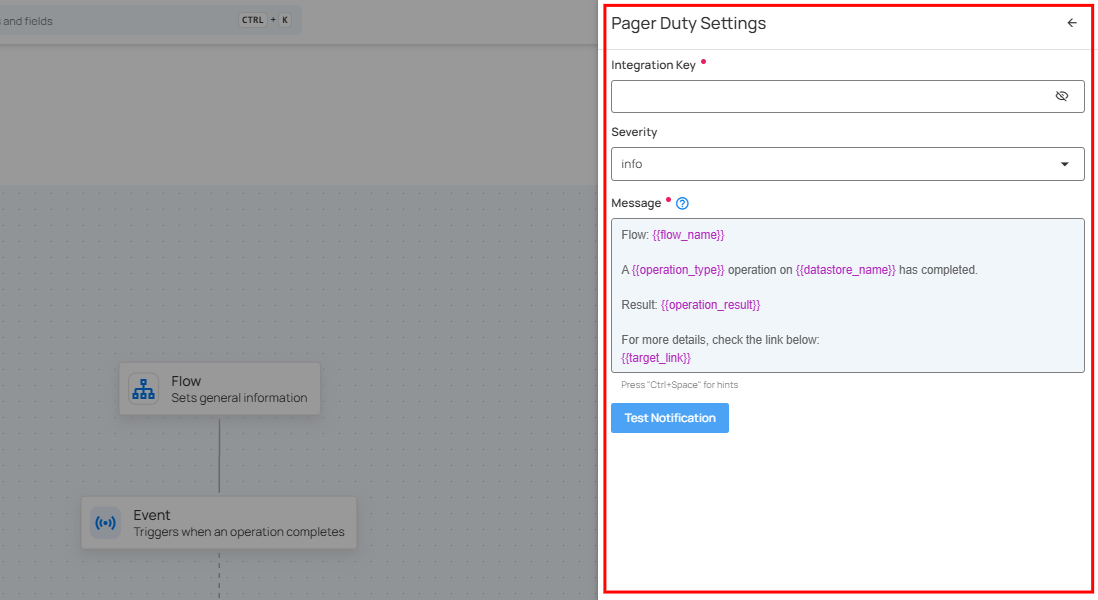 and fields
CTRL + K
Pager Duty Settings
Integration Key
Severity
info
Message
Flow: {{flow_name}}
A {{operation_type}} operation on {{datastore_name}} has completed.
Result: {{operation_result}}
For more details, check the link below:
{{target_link}}
Press "Ctrl+Space" for hints
Test Notification
Flow
Sets general information
Event
Triggers when an operation completes